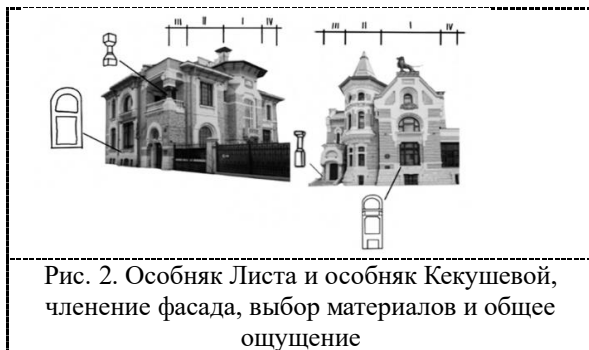 III II I IV
III II I IV
Рис. 2. Особняк Листа и особняк Кекушевой,
членение фасада, выбор материалов и общее
ощущение